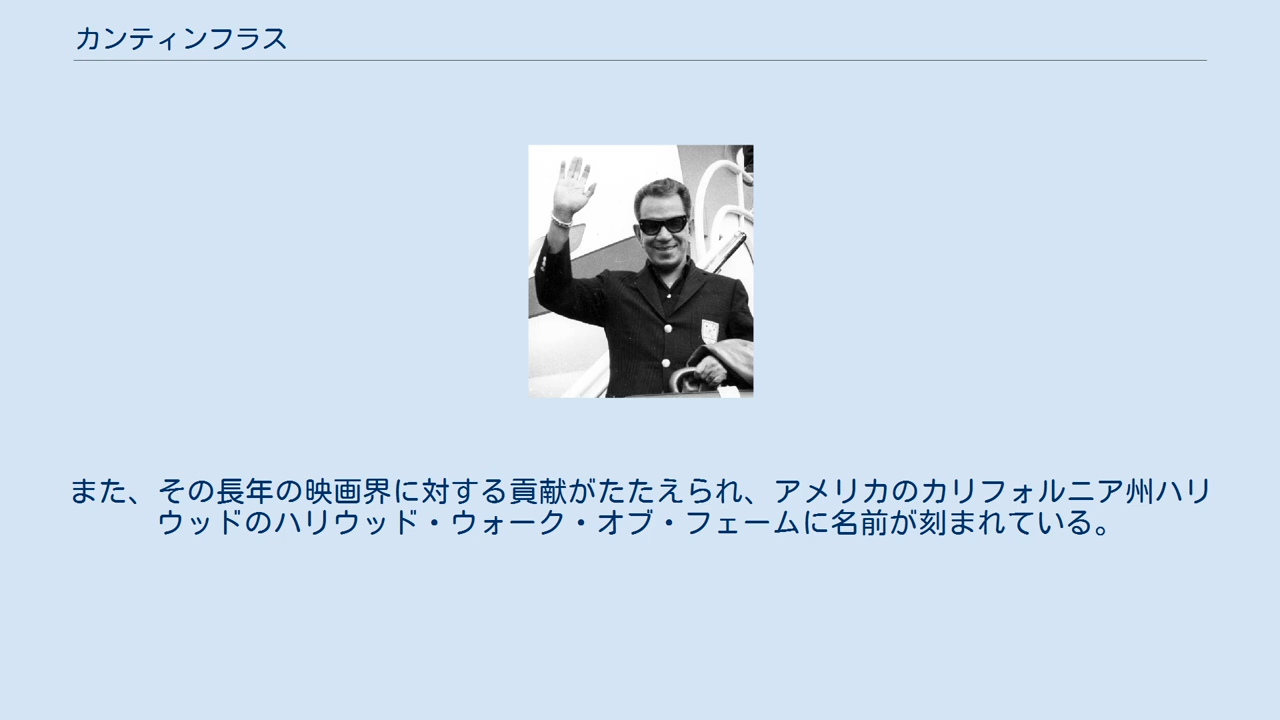 カンティンフラス
また、その長年の映画界に対する貢献がたたえられ、アメリカのカリフォルニア州ハリ
ウッドのハリウッド・ウォーク・オブ・フェームに名前が刻まれている。